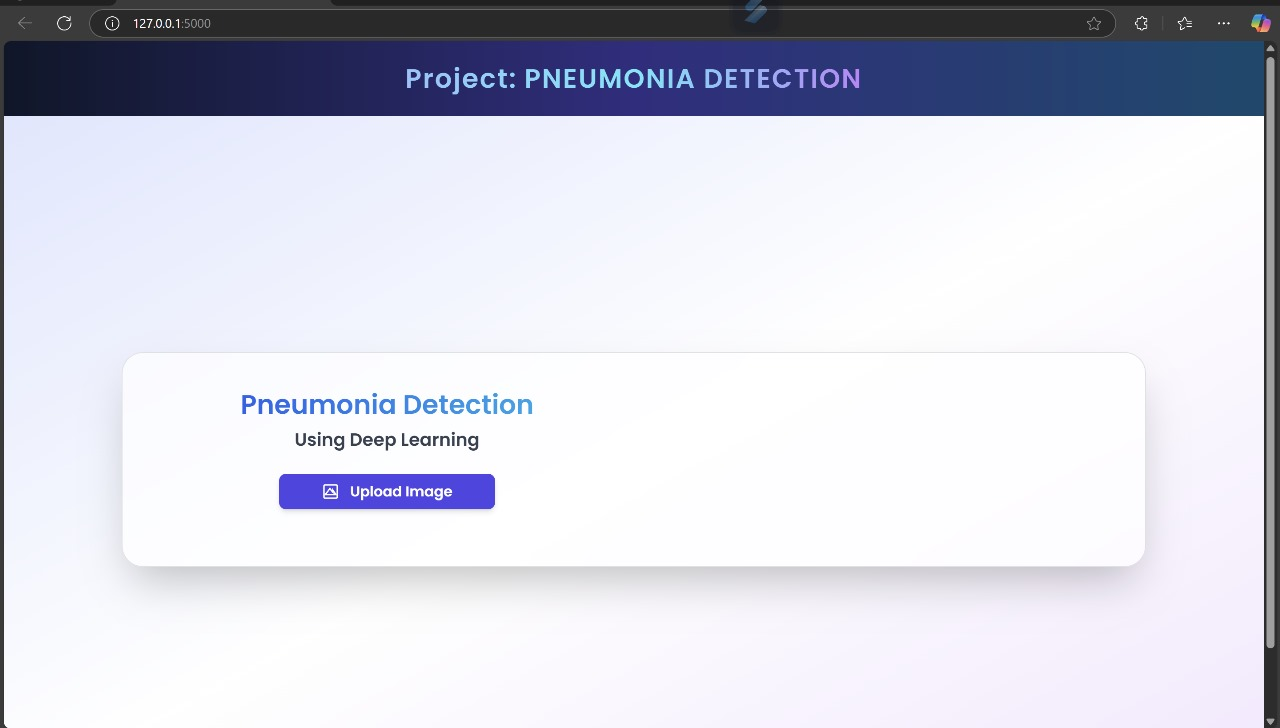 127.0.0.1:5000
Project: PNEUMONIA DETECTION
Pneumonia Detection
Using Deep Learning
Upload Image